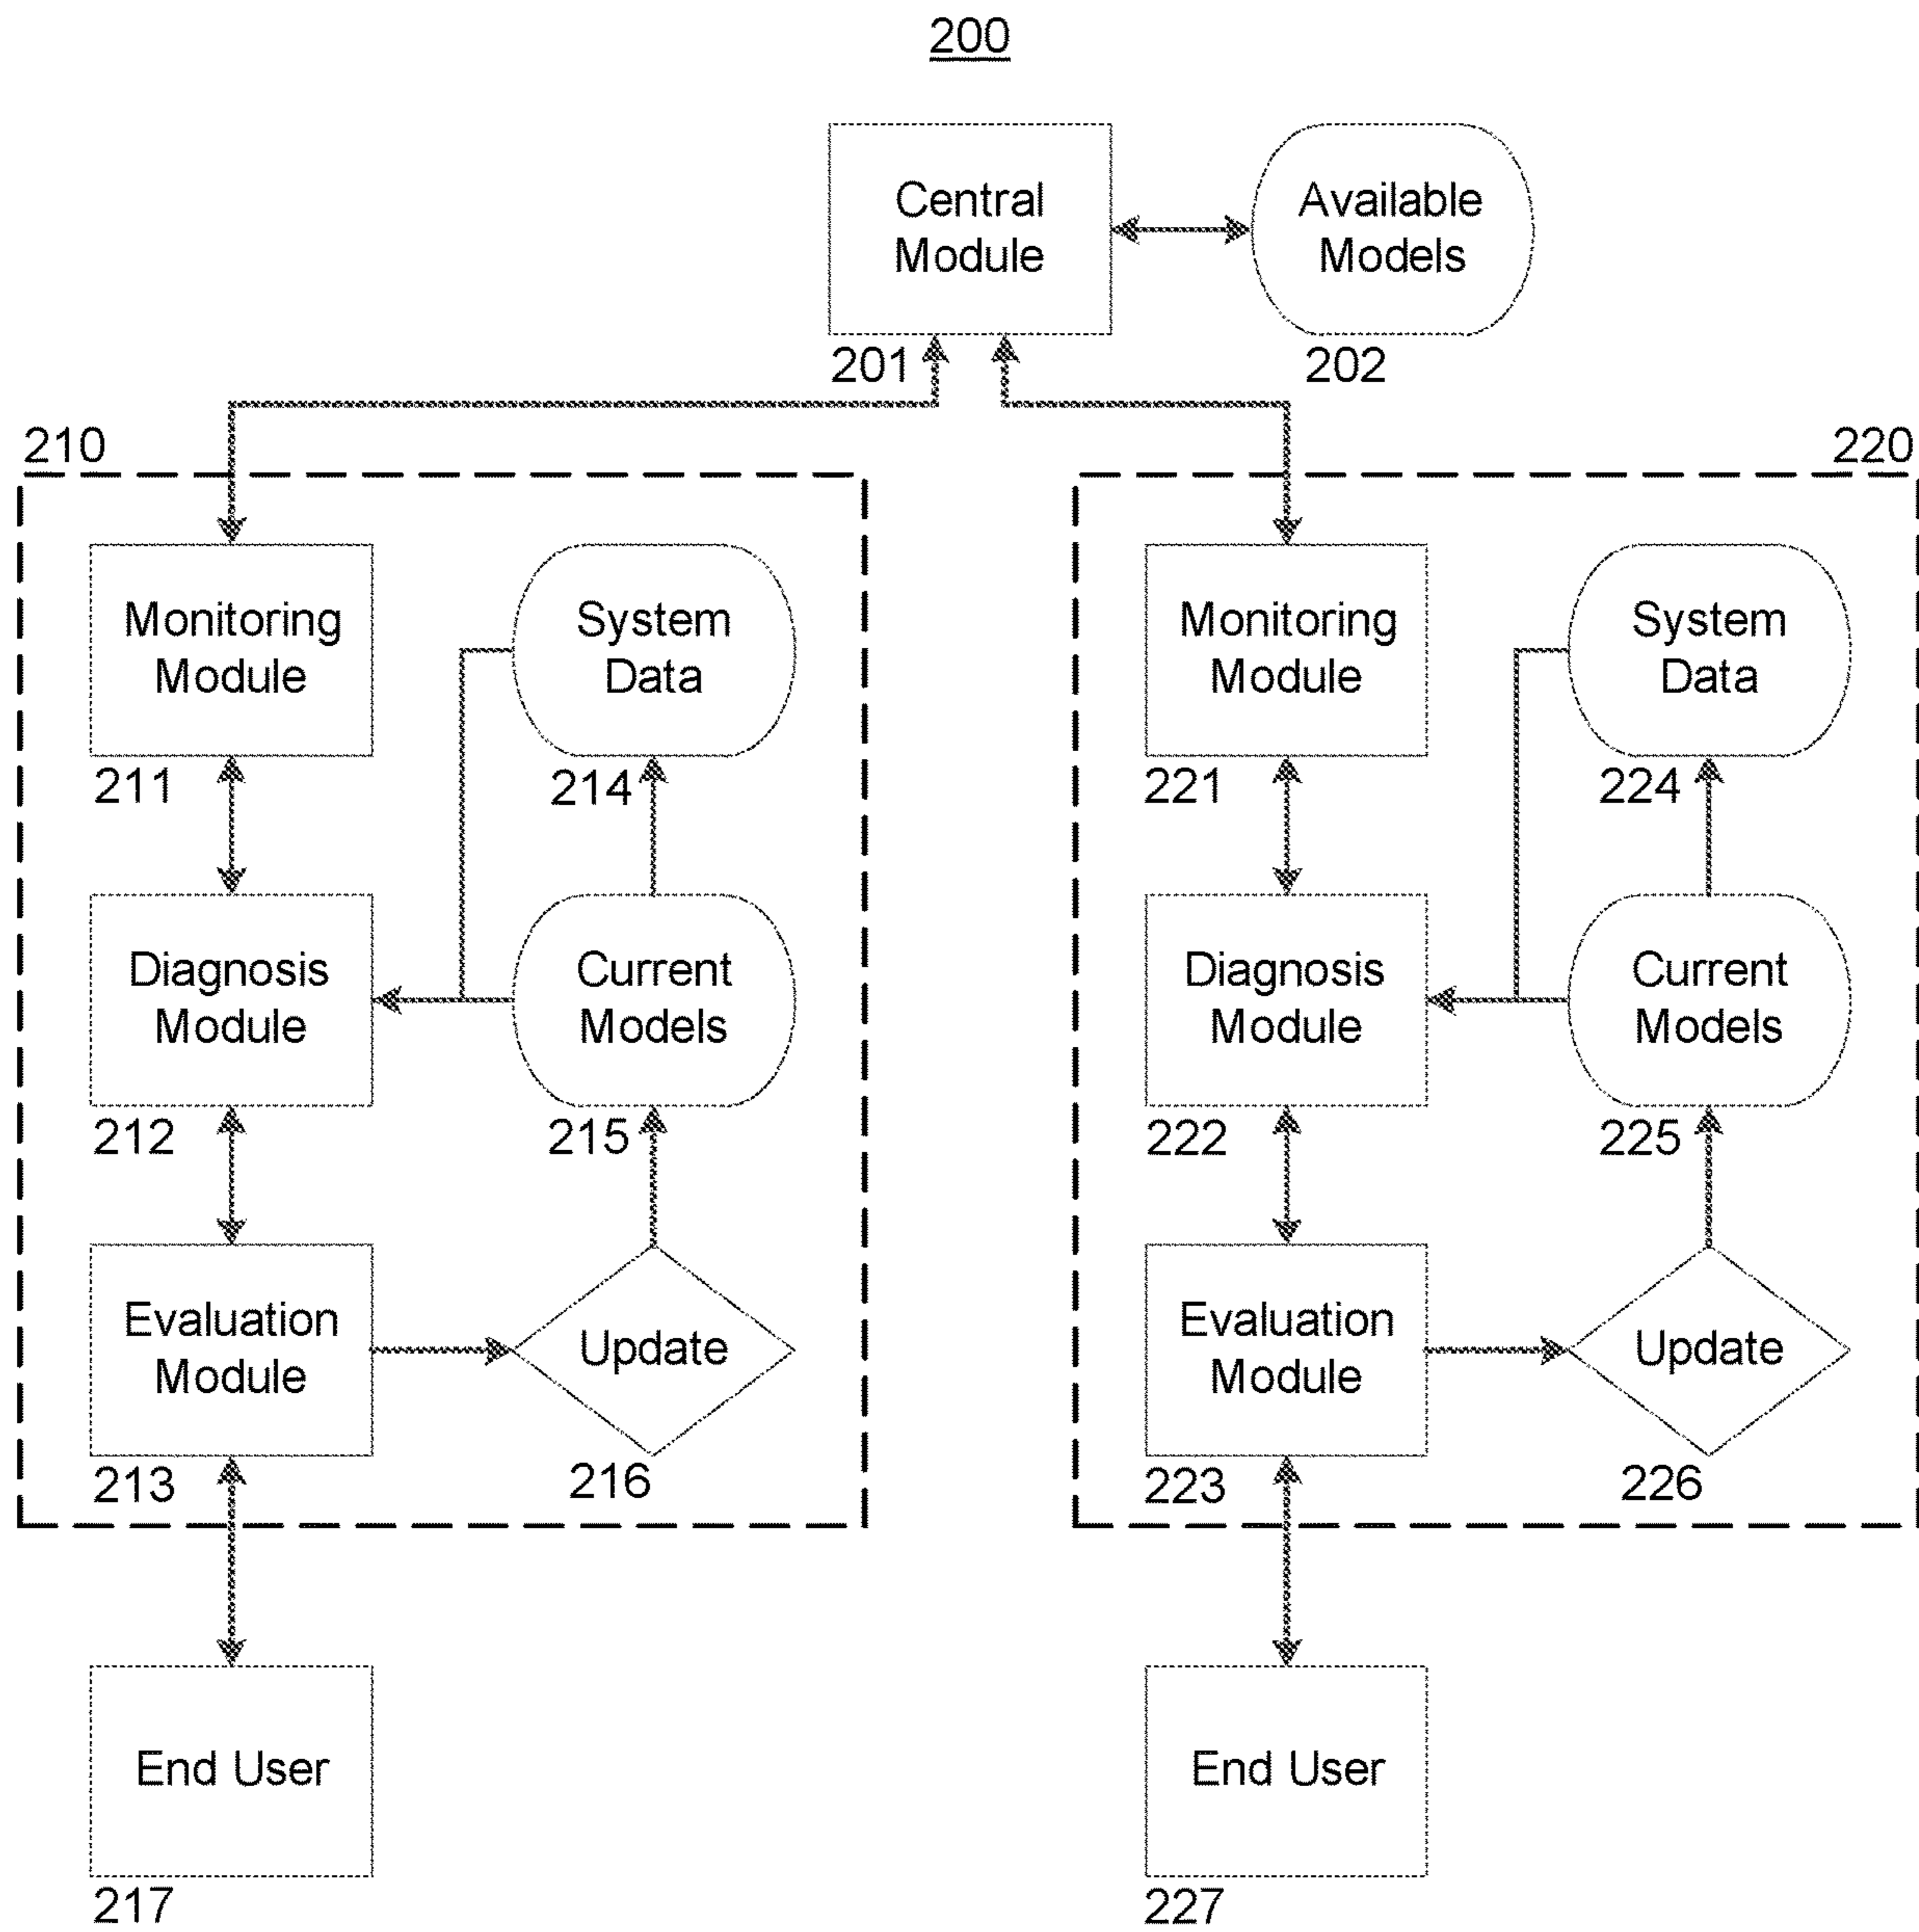 200
Central
Module
201
Available
Models
202
210
Monitoring
Module
211
System
Data
214
Diagnosis
Module
212
Current
Models
215
Evaluation
Module
213
Update
216
End User
217
220
Monitoring
Module
221
System
Data
224
Diagnosis
Module
222
Current
Models
225
Evaluation
Module
223
Update
226
End User
227